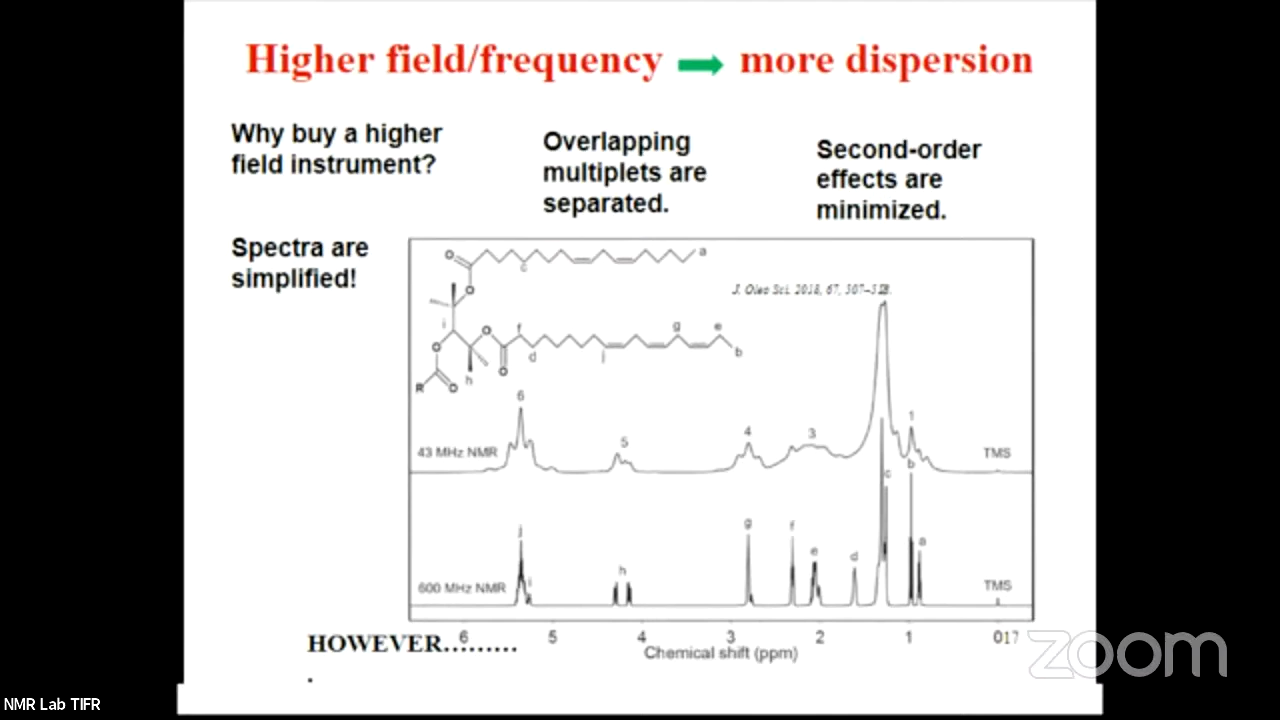 Higher field/frequency more dispersion
Why buy a higher
field instrument?
Overlapping
multiplets are
separated.
Second-order
effects are
minimized.
Spectra are
simplified!
J. Oleo Sci. 2018, 67,
O
a
c
O
i
O
f
g
e
O
d
j
b
O
h
R
O
6
5
4
3
1
43 MHz NMR
TMS
c
b
j
i
h
g
f
e
d
a
600 MHz NMR
TMS
6 5 4 3 2 1 0
17
Chemical shift (ppm)
HOWEVER.........
.
zoom
NMR Lab TIFR